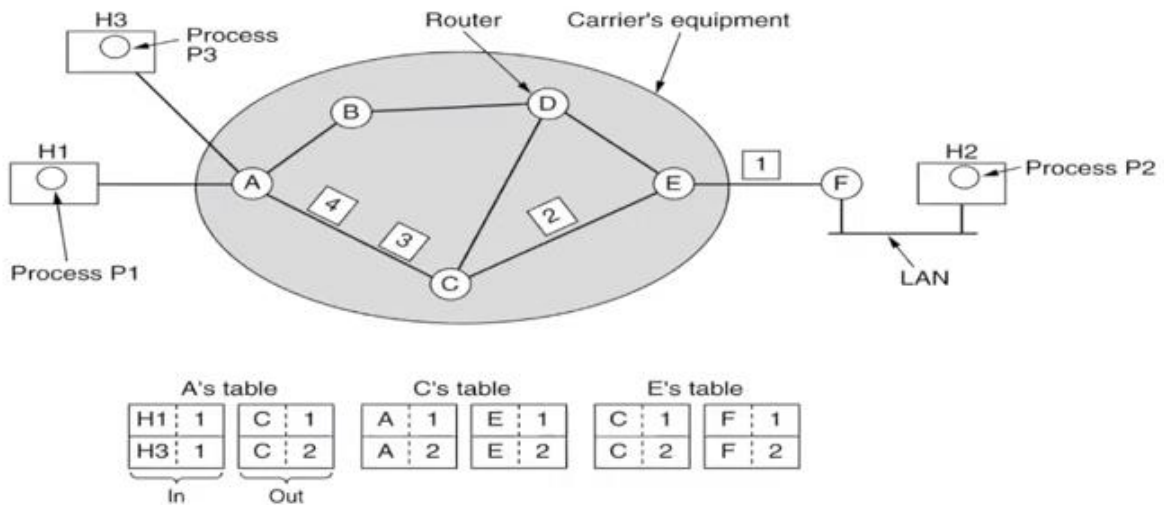 H3
Process
P3
Router
Carrier's equipment
B
D
H1
A
E
1
F
H2
Process P2
4
3
2
C
Process P1
LAN
A's table
C's table
E's table
H1 1 C 1 A 1 E 1 C 1 F 1
H3 1 C 2 A 2 E 2 C 2 F 2
In
Out